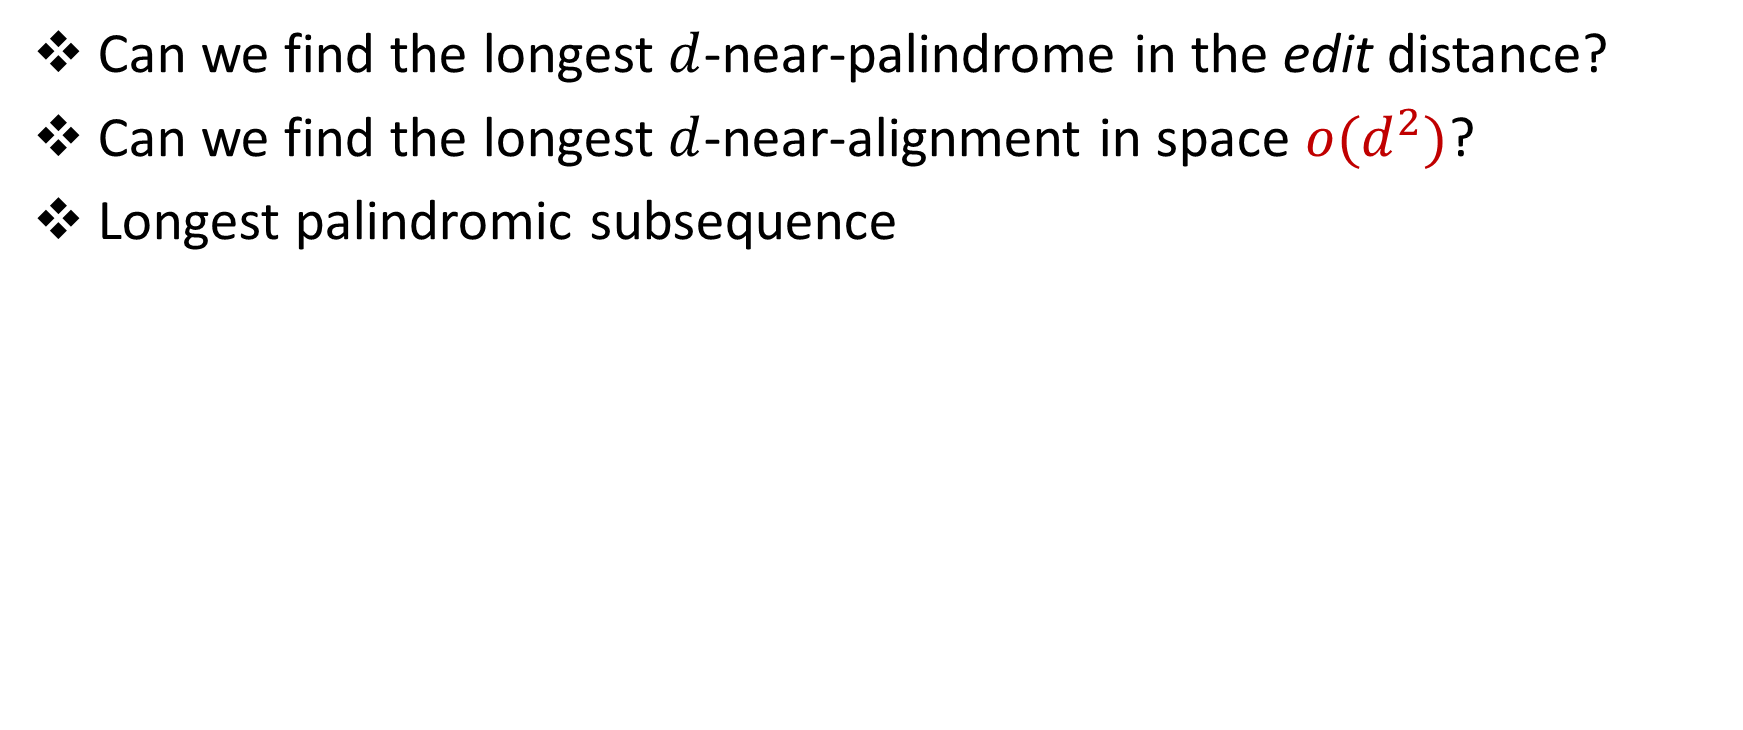 ❖ Can we find the longest 𝑑-near-palindrome in the edit distance?
❖ Can we find the longest 𝑑-near-alignment in space 𝑜(𝑑²)?
❖ Longest palindromic subsequence